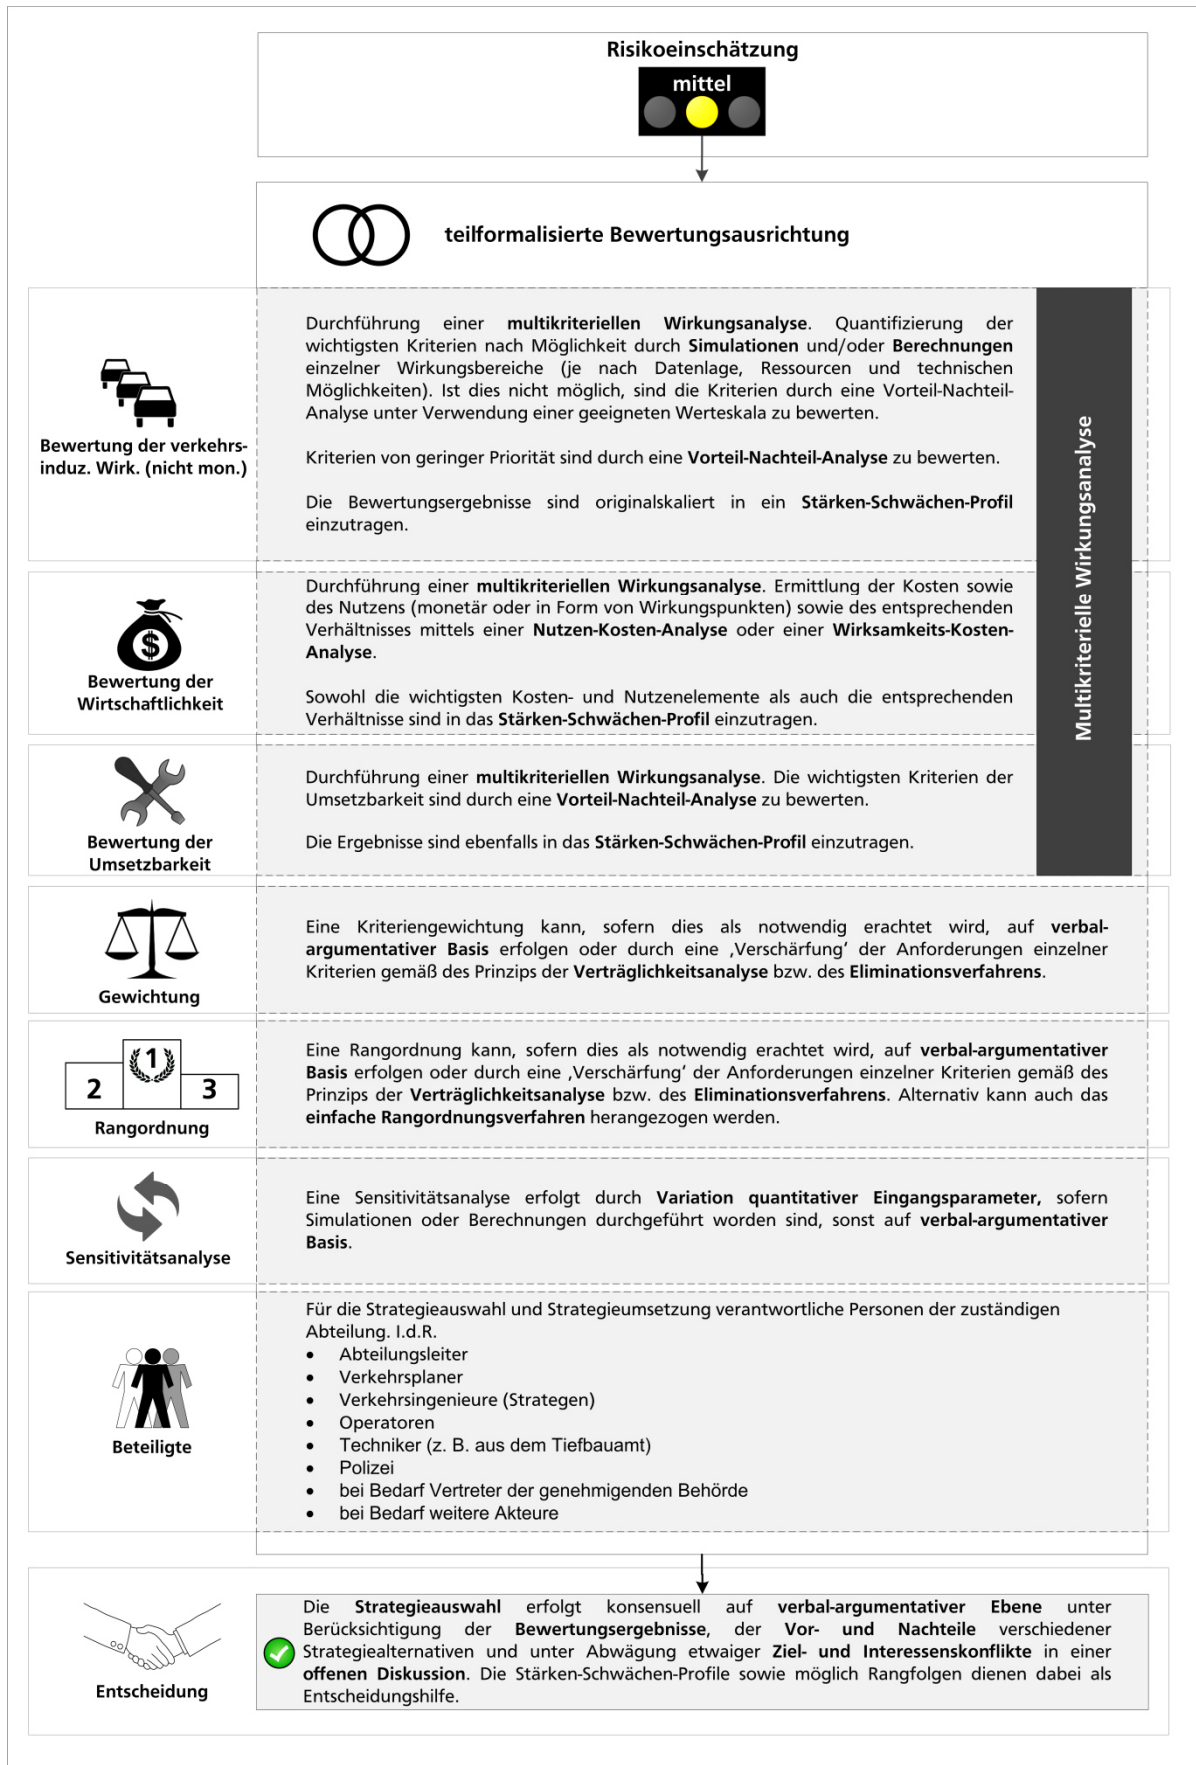 Risikoeinschätzung
mittel
teilformalisierte Bewertungsausrichtung
Bewertung der verkehrs-
induz. Wirk. (nicht mon.)
Durchführung einer multikriteriellen Wirkungsanalyse. Quantifizierung der
wichtigsten Kriterien nach Möglichkeit durch Simulationen und/oder Berechnungen
einzelner Wirkungsbereiche (je nach Datenlage, Ressourcen und technischen
Möglichkeiten). Ist dies nicht möglich, sind die Kriterien durch eine Vorteil-Nachteil-
Analyse unter Verwendung einer geeigneten Werteskala zu bewerten.
Kriterien von geringer Priorität sind durch eine Vorteil-Nachteil-Analyse zu bewerten.
Die Bewertungsergebnisse sind originalskaliert in ein Stärken-Schwächen-Profil
einzutragen.
Multikriterielle Wirkungsanalyse
$
Bewertung der
Wirtschaftlichkeit
Durchführung einer multikriteriellen Wirkungsanalyse. Ermittlung der Kosten sowie
des Nutzens (monetär oder in Form von Wirkungspunkten) sowie des entsprechenden
Verhältnisses mittels einer Nutzen-Kosten-Analyse oder einer Wirksamkeits-Kosten-
Analyse.
Sowohl die wichtigsten Kosten- und Nutzenelemente als auch die entsprechenden
Verhältnisse sind in das Stärken-Schwächen-Profil einzutragen.
Bewertung der
Umsetzbarkeit
Durchführung einer multikriteriellen Wirkungsanalyse. Die wichtigsten Kriterien der
Umsetzbarkeit sind durch eine Vorteil-Nachteil-Analyse zu bewerten.
Die Ergebnisse sind ebenfalls in das Stärken-Schwächen-Profil einzutragen.
Gewichtung
Eine Kriteriengewichtung kann, sofern dies als notwendig erachtet wird, auf verbal-
argumentativer Basis erfolgen oder durch eine ‚Verschärfung‘ der Anforderungen einzelner
Kriterien gemäß des Prinzips der Verträglichkeitsanalyse bzw. des Eliminationsverfahrens.
1
2 3
Rangordnung
Eine Rangordnung kann, sofern dies als notwendig erachtet wird, auf verbal-argumentativer
Basis erfolgen oder durch eine ‚Verschärfung‘ der Anforderungen einzelner Kriterien gemäß des
Prinzips der Verträglichkeitsanalyse bzw. des Eliminationsverfahrens. Alternativ kann auch das
einfache Rangordnungsverfahren herangezogen werden.
Sensitivitätsanalyse
Eine Sensitivitätsanalyse erfolgt durch Variation quantitativer Eingangsparameter, sofern
Simulationen oder Berechnungen durchgeführt worden sind, sonst auf verbal-argumentativer
Basis.
Beteiligte
Für die Strategieauswahl und Strategieumsetzung verantwortliche Personen der zuständigen
Abteilung. I.d.R.
• Abteilungsleiter
• Verkehrsplaner
• Verkehrsingenieure (Strategen)
• Operatoren
• Techniker (z. B. aus dem Tiefbauamt)
• Polizei
• bei Bedarf Vertreter der genehmigenden Behörde
• bei Bedarf weitere Akteure
Entscheidung
Die Strategieauswahl erfolgt konsensuell auf verbal-argumentativer Ebene unter
Berücksichtigung der Bewertungsergebnisse, der Vor- und Nachteile verschiedener
Strategiealternativen und unter Abwägung etwaiger Ziel- und Interessenskonflikte in einer
offenen Diskussion. Die Stärken-Schwächen-Profile sowie möglich Rangfolgen dienen dabei als
Entscheidungshilfe.